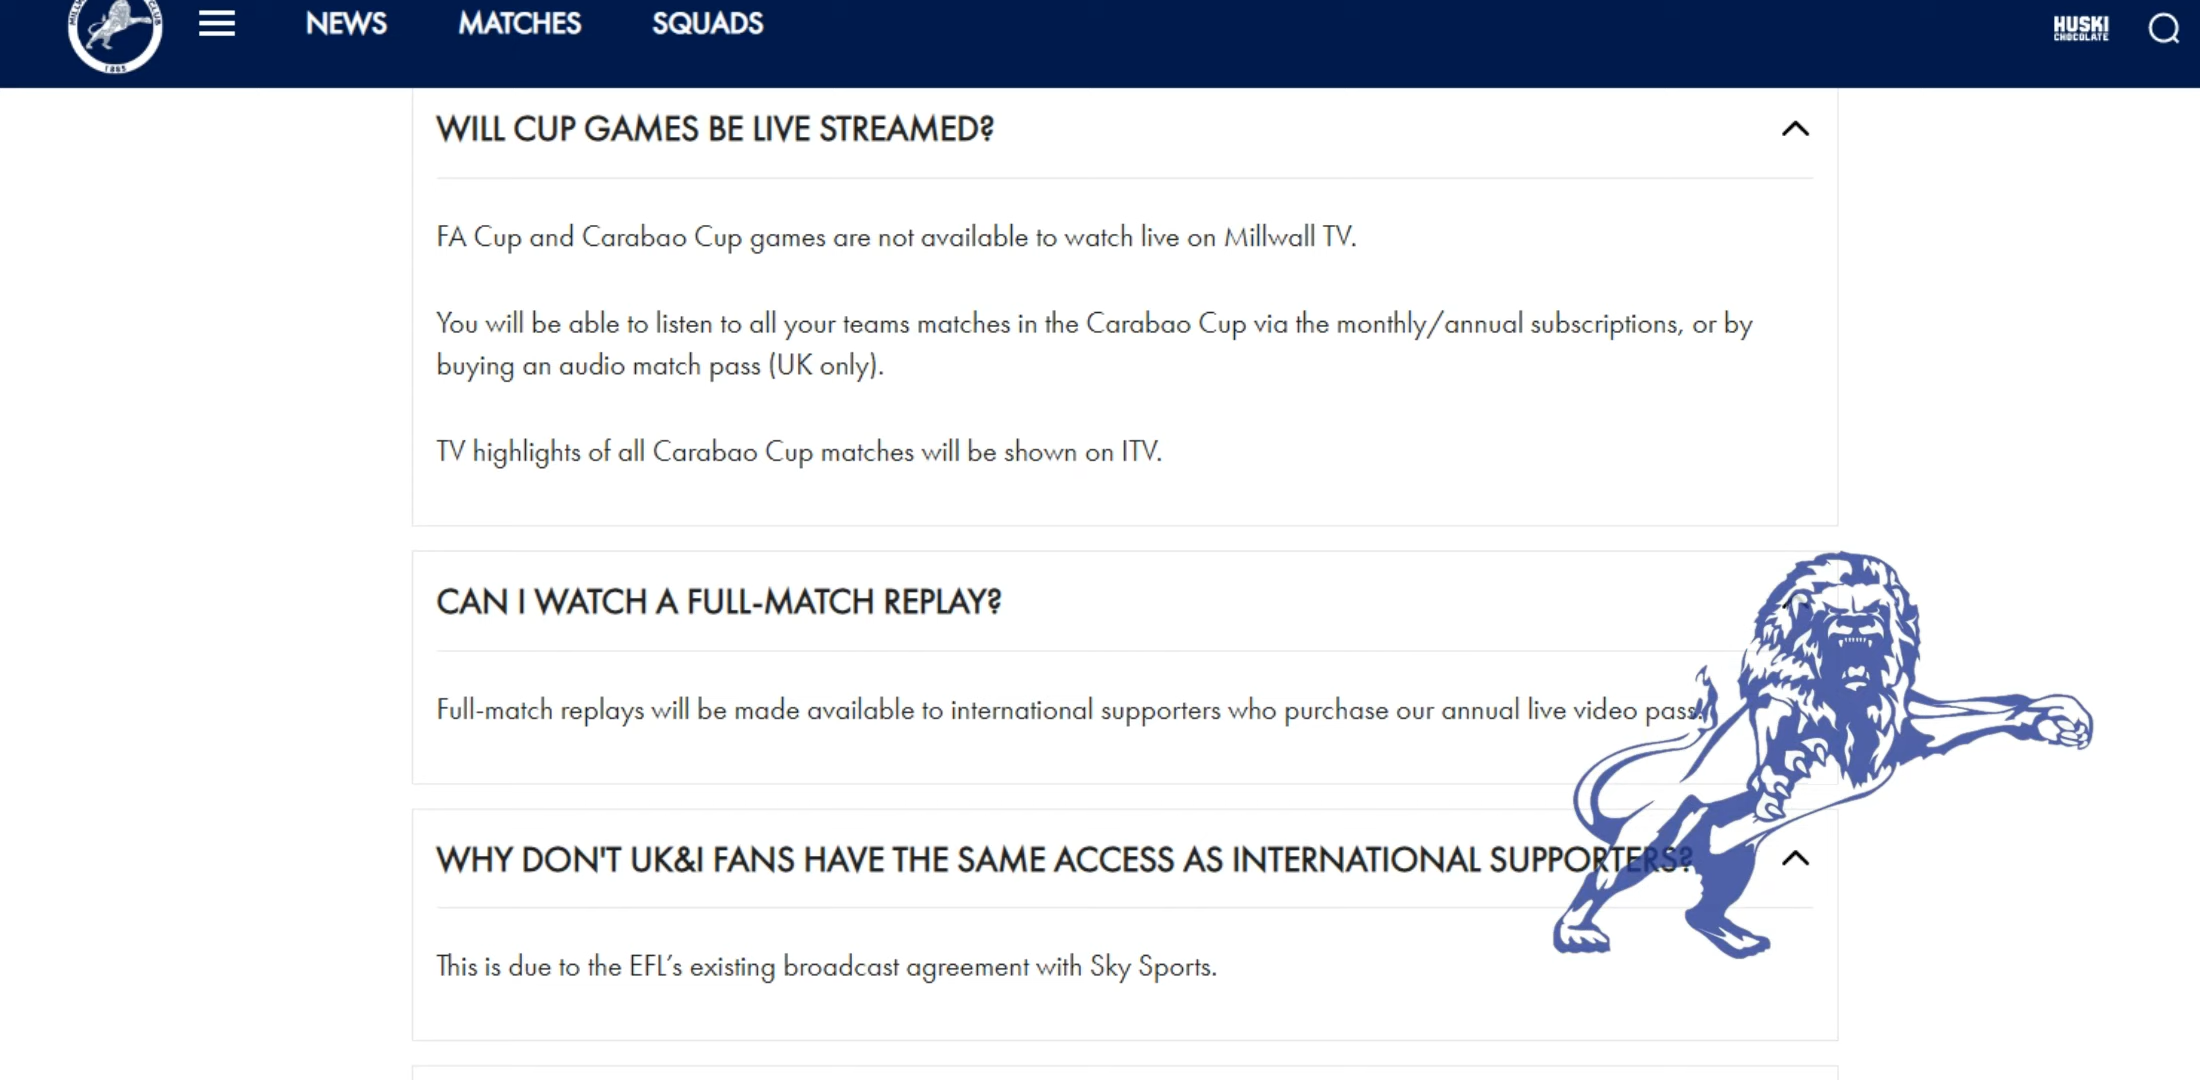 NEWS MATCHES SQUADS
HUSKI
CHOCOLATE
1885
WILL CUP GAMES BE LIVE STREAMED?
FA Cup and Carabao Cup games are not available to watch live on Millwall TV.
You will be able to listen to all your teams matches in the Carabao Cup via the monthly/annual subscriptions, or by
buying an audio match pass (UK only).
TV highlights of all Carabao Cup matches will be shown on ITV.
CAN I WATCH A FULL-MATCH REPLAY?
Full-match replays will be made available to international supporters who purchase our annual live video pass.
WHY DON'T UK&I FANS HAVE THE SAME ACCESS AS INTERNATIONAL SUPPORTERS?
This is due to the EFL's existing broadcast agreement with Sky Sports.